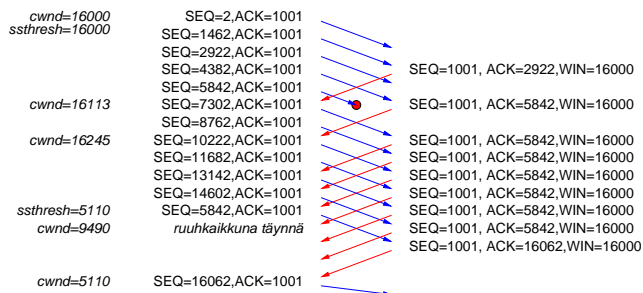 cwnd=16000 SEQ=2,ACK=1001
ssthresh=16000 SEQ=1462,ACK=1001
SEQ=2922,ACK=1001
SEQ=4382,ACK=1001 SEQ=1001, ACK=2922,WIN=16000
SEQ=5842,ACK=1001
cwnd=16113 SEQ=7302,ACK=1001 SEQ=1001, ACK=5842,WIN=16000
SEQ=8762,ACK=1001
cwnd=16245 SEQ=10222,ACK=1001 SEQ=1001, ACK=5842,WIN=16000
SEQ=11682,ACK=1001 SEQ=1001, ACK=5842,WIN=16000
SEQ=13142,ACK=1001 SEQ=1001, ACK=5842,WIN=16000
SEQ=14602,ACK=1001 SEQ=1001, ACK=5842,WIN=16000
ssthresh=5110 SEQ=5842,ACK=1001 SEQ=1001, ACK=5842,WIN=16000
cwnd=9490 ruuhkaikkuna täynnä SEQ=1001, ACK=5842,WIN=16000
SEQ=1001, ACK=16062,WIN=16000
cwnd=5110 SEQ=16062,ACK=1001